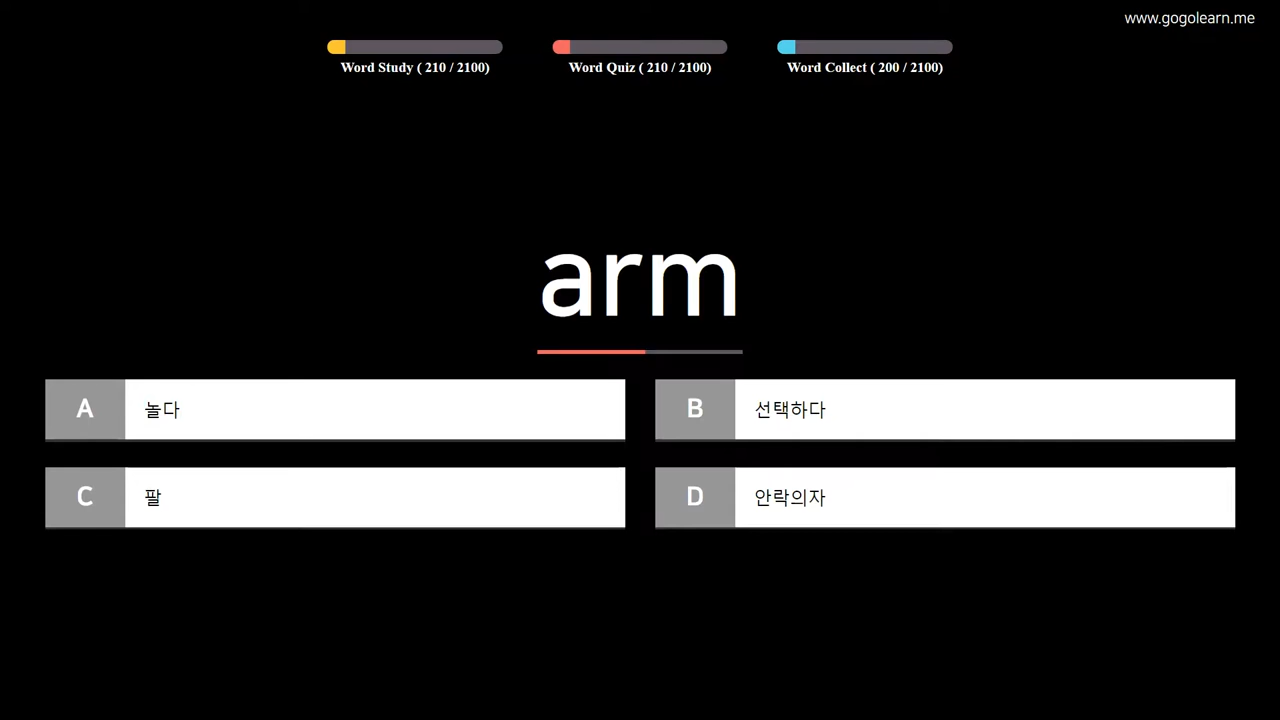 www.gogolearn.me
Word Study ( 210 / 2100)
Word Quiz ( 210 / 2100)
Word Collect ( 200 / 2100)
arm
A 놀다
B 선택하다
C 팔
D 안락의자